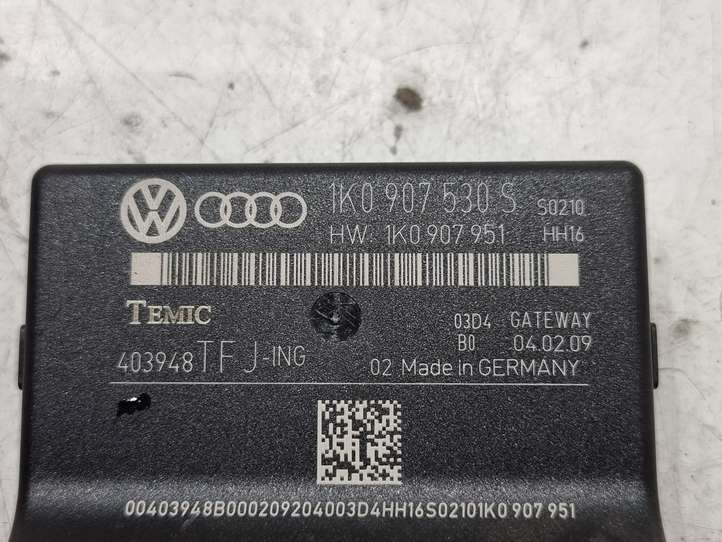 1K0 907 530 S S0210
HW: 1K0 907 951 HH16
TEMIC 03D4 GATEWAY
B0 04.02.09
403948 TF J-ING 02 Made in GERMANY
00403948B000209204003D4HH16S02101K0 907 951